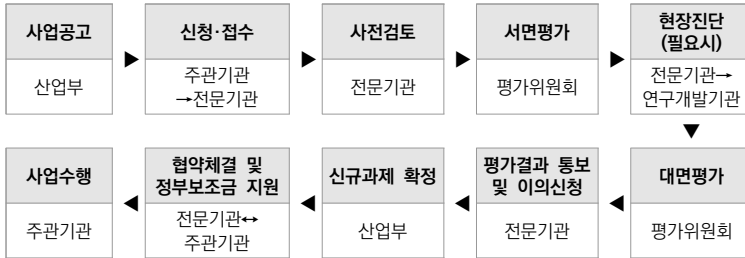 사업공고
산업부
신청·접수
주관기관
→전문기관
사전검토
전문기관
서면평가
평가위원회
현장진단
(필요시)
전문기관→
연구개발기관
대면평가
평가위원회
평가결과 통보
및 이의신청
전문기관
신규과제 확정
산업부
협약체결 및
정부보조금 지원
전문기관↔
주관기관
사업수행
주관기관